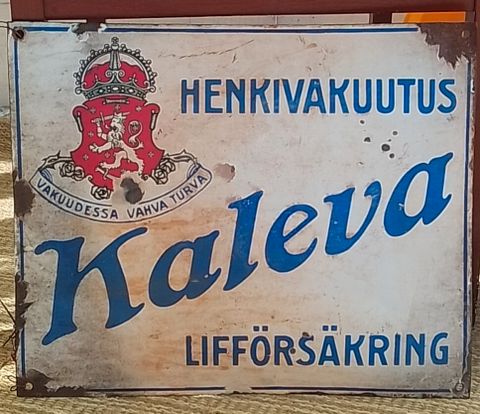 HENKIVAKUUTUS
VAKUUDESSA VAHVA TURVA
Kaleva
LIFFÖRSÄKRING